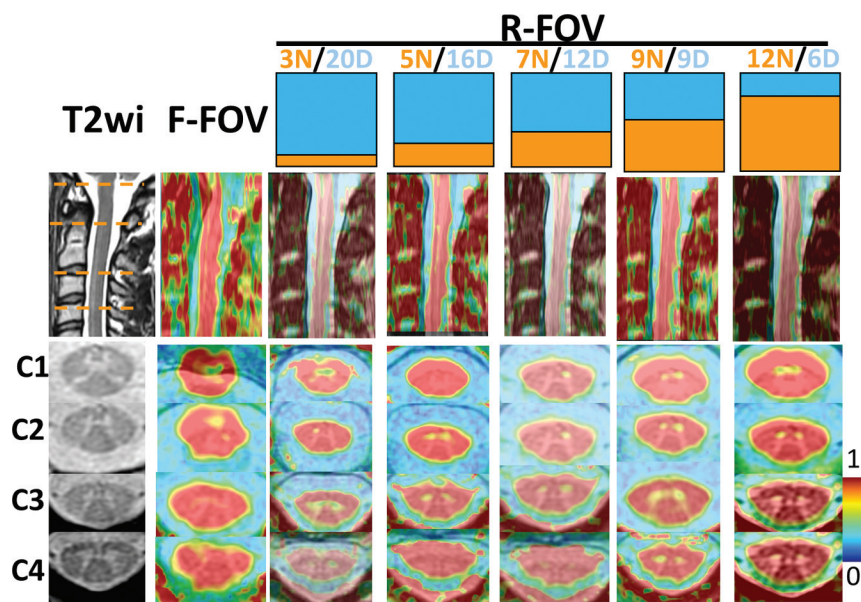 R-FOV
3N/20D 5N/16D 7N/12D 9N/9D 12N/6D
T2wi F-FOV
C1
C2
C3
C4
1
0